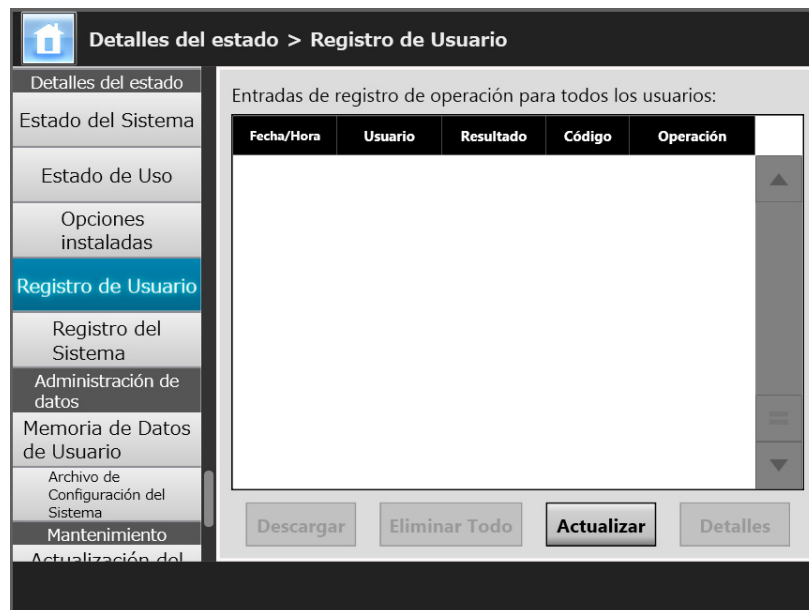 Detalles del estado > Registro de Usuario
Detalles del estado
Estado del Sistema
Estado de Uso
Opciones
instaladas
Registro de Usuario
Registro del
Sistema
Administración de
datos
Memoria de Datos
de Usuario
Archivo de
Configuración del
Sistema
Mantenimiento
Actualización del
Entradas de registro de operación para todos los usuarios:
Fecha/Hora Usuario Resultado Código Operación
Descargar Eliminar Todo Actualizar Detalles